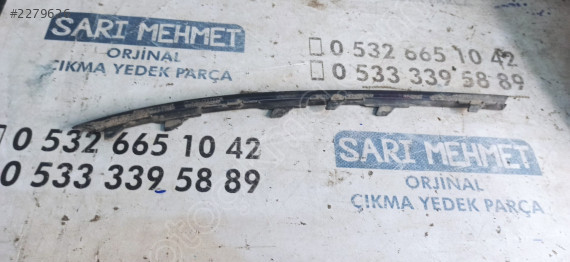 #2279626
SARI MEHMET
ORJİNAL
ÇIKMA YEDEK PARÇA
0 532 665 10 42
0 533 339 58 89
0 532 665 10 42
0 533 339 58 89
SARI MEHMET
ORJİNAL
ÇIKMA YEDEK PARÇA